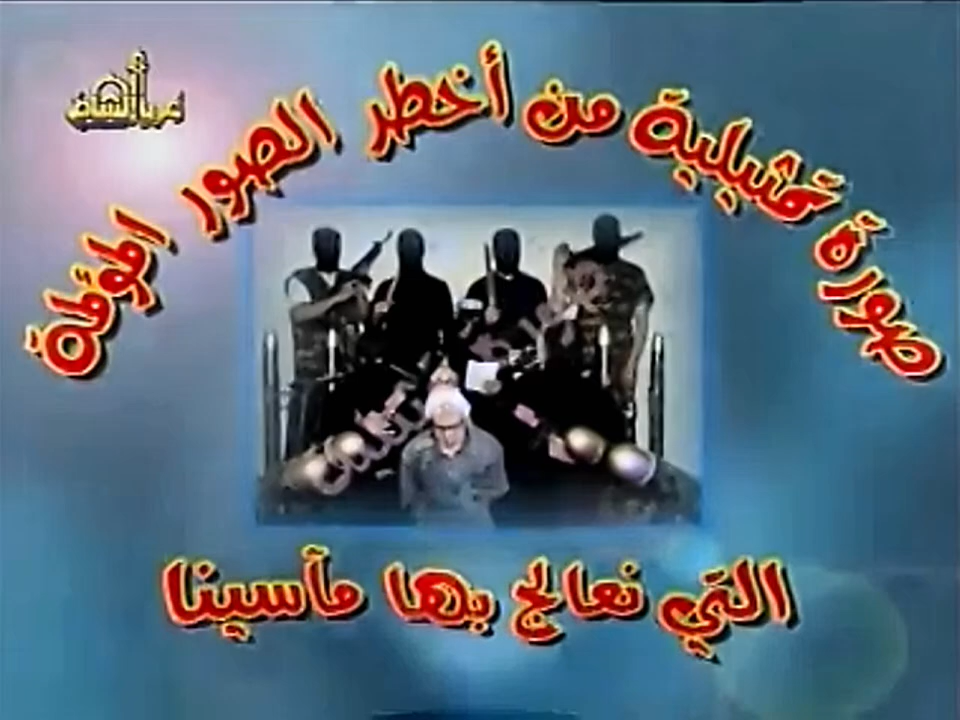 صورة تمثيلية من أخطر الصور المؤلمة
التي نعالج بها مآسينا